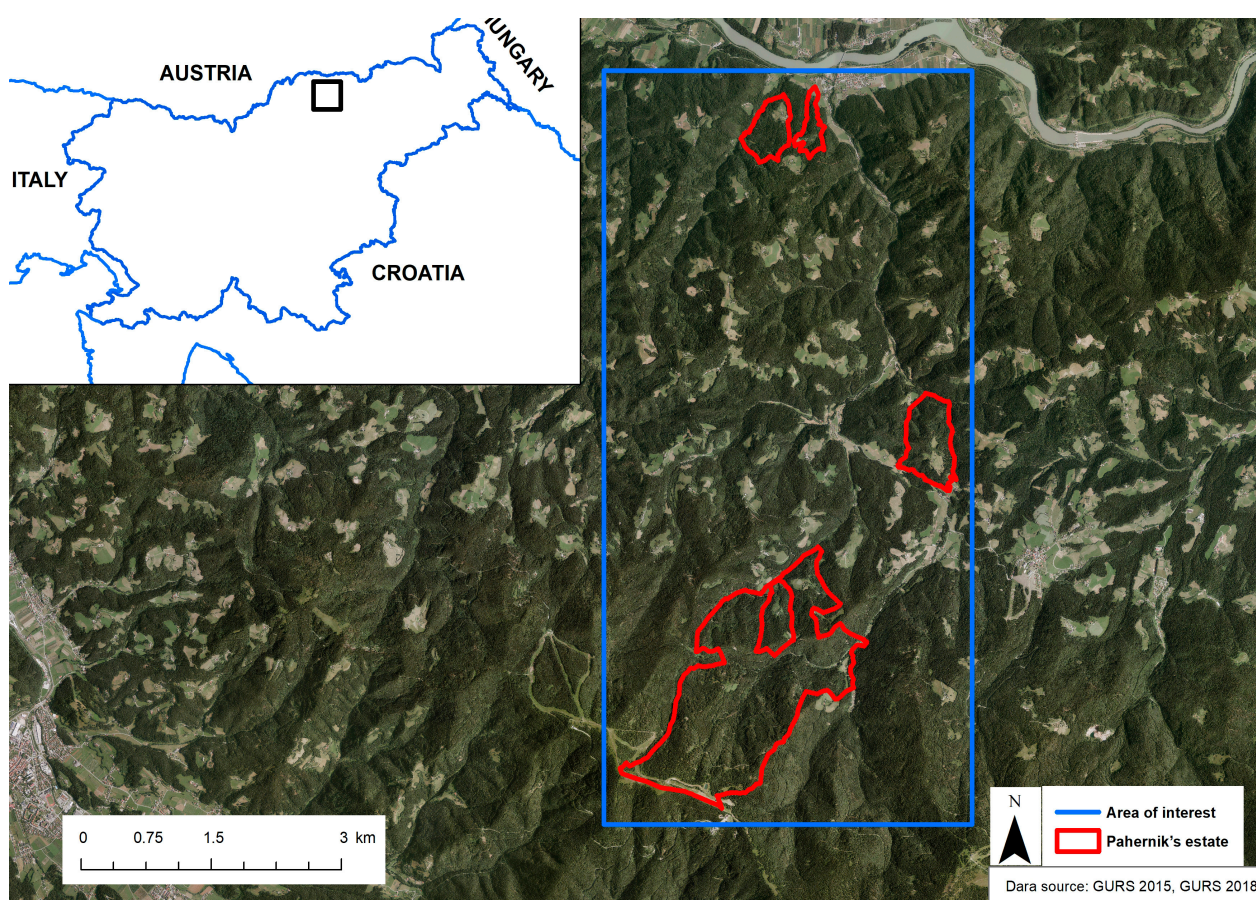 HUNGARY
AUSTRIA
ITALY
CROATIA
N
Area of interest
Pahernik's estate
0 0.75 1.5 3 km
Dara source: GURS 2015, GURS 2018